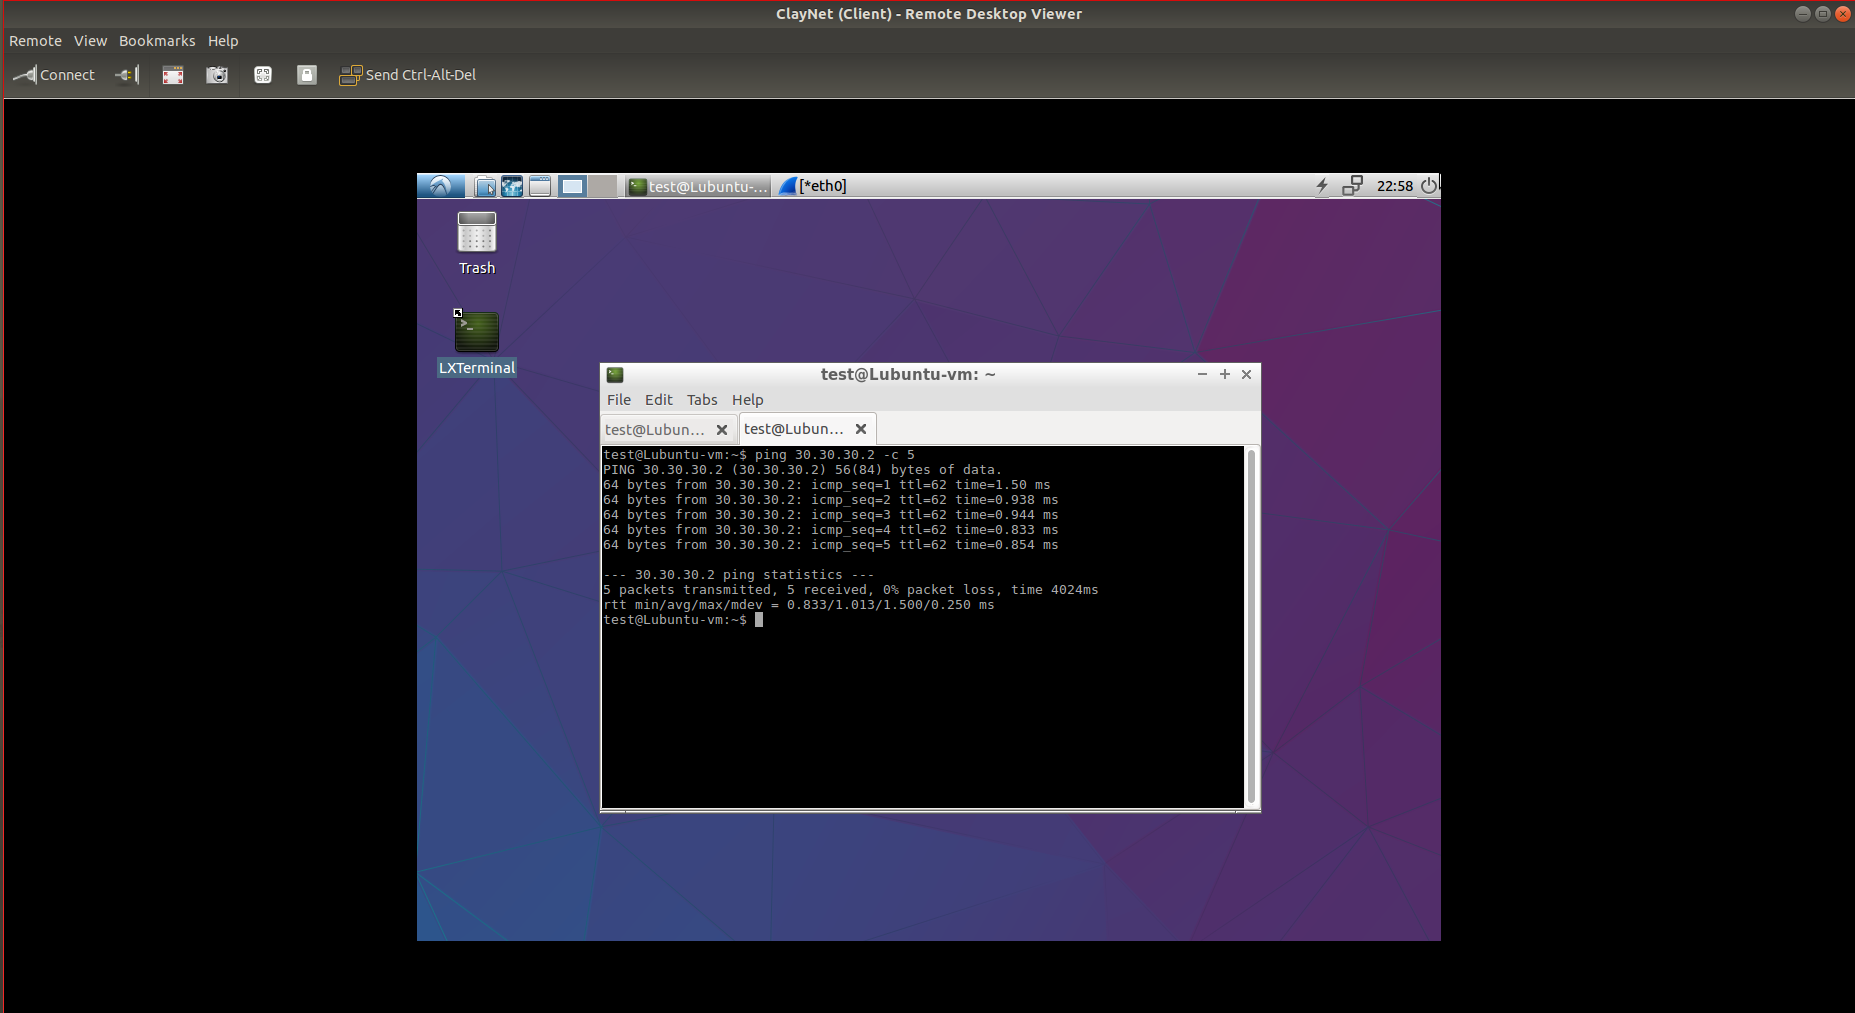 ClayNet (Client) - Remote Desktop Viewer
Remote View Bookmarks Help
Connect Send Ctrl-Alt-Del
test@Lubuntu-... [*eth0] 22:58
Trash
LXTerminal
test@Lubuntu-vm: ~
File Edit Tabs Help
test@Lubun... test@Lubun...
test@Lubuntu-vm:~$ ping 30.30.30.2 -c 5
PING 30.30.30.2 (30.30.30.2) 56(84) bytes of data.
64 bytes from 30.30.30.2: icmp_seq=1 ttl=62 time=1.50 ms
64 bytes from 30.30.30.2: icmp_seq=2 ttl=62 time=0.938 ms
64 bytes from 30.30.30.2: icmp_seq=3 ttl=62 time=0.944 ms
64 bytes from 30.30.30.2: icmp_seq=4 ttl=62 time=0.833 ms
64 bytes from 30.30.30.2: icmp_seq=5 ttl=62 time=0.854 ms
--- 30.30.30.2 ping statistics ---
5 packets transmitted, 5 received, 0% packet loss, time 4024ms
rtt min/avg/max/mdev = 0.833/1.013/1.500/0.250 ms
test@Lubuntu-vm:~$